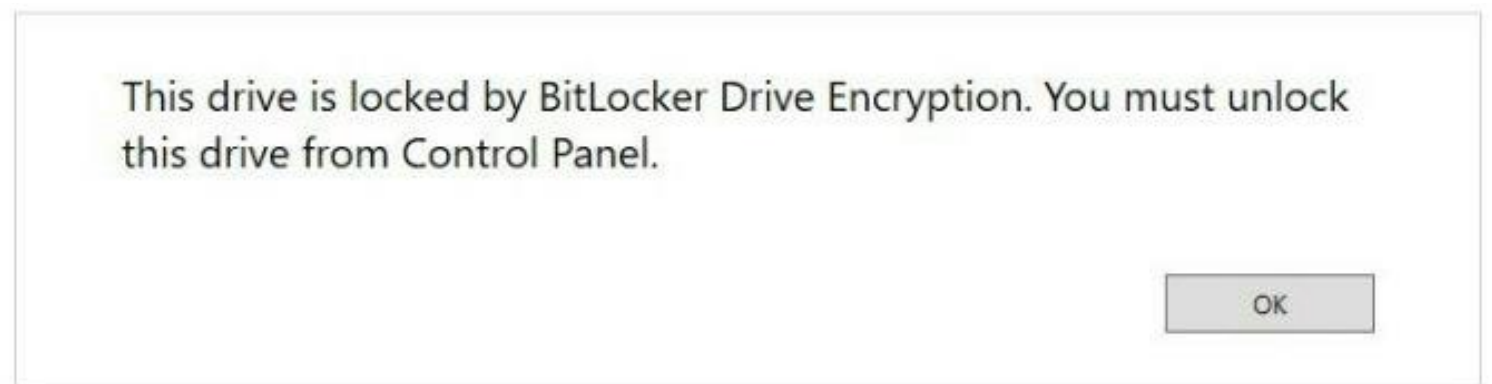 This drive is locked by BitLocker Drive Encryption. You must unlock
this drive from Control Panel.
OK